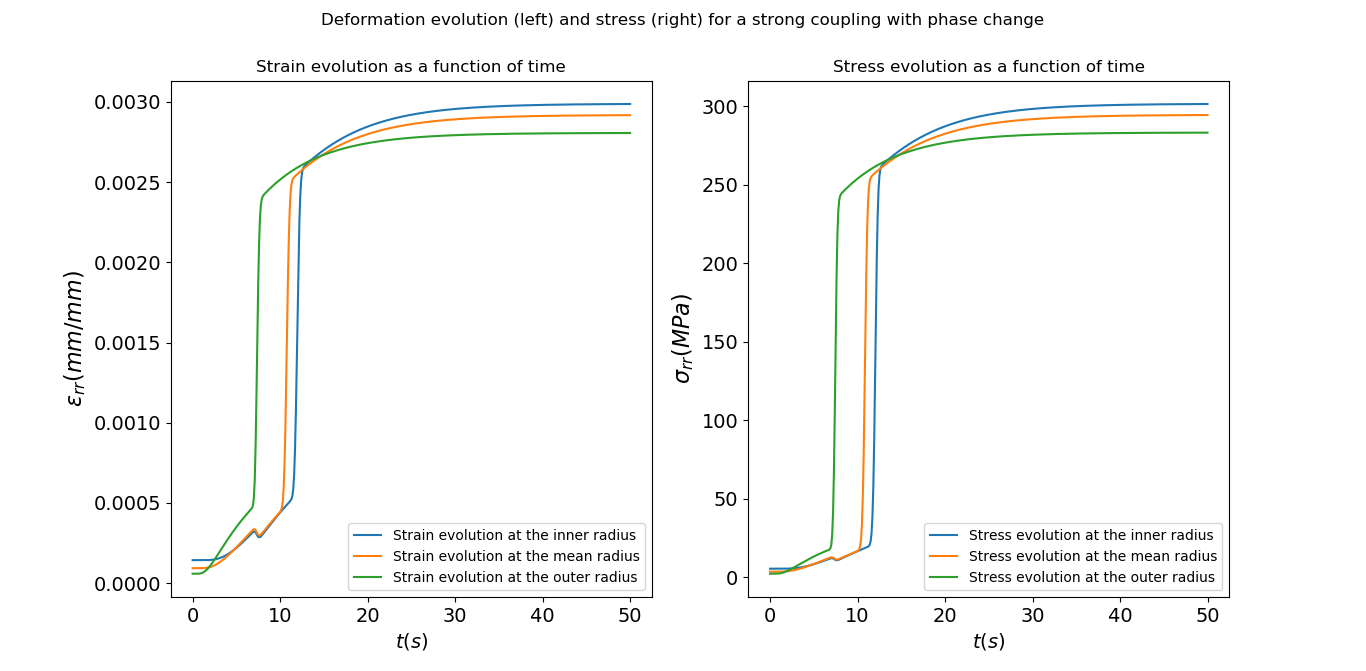 Deformation evolution (left) and stress (right) for a strong coupling with phase change
Strain evolution as a function of time
0.0030
0.0025
0.0020
0.0015
0.0010
0.0005
0.0000
εrr(mm/mm)
Strain evolution at the inner radius
Strain evolution at the mean radius
Strain evolution at the outer radius
0 10 20 30 40 50
t(s)
Stress evolution as a function of time
300
250
200
150
100
50
0
σrr(MPa)
Stress evolution at the inner radius
Stress evolution at the mean radius
Stress evolution at the outer radius
0 10 20 30 40 50
t(s)